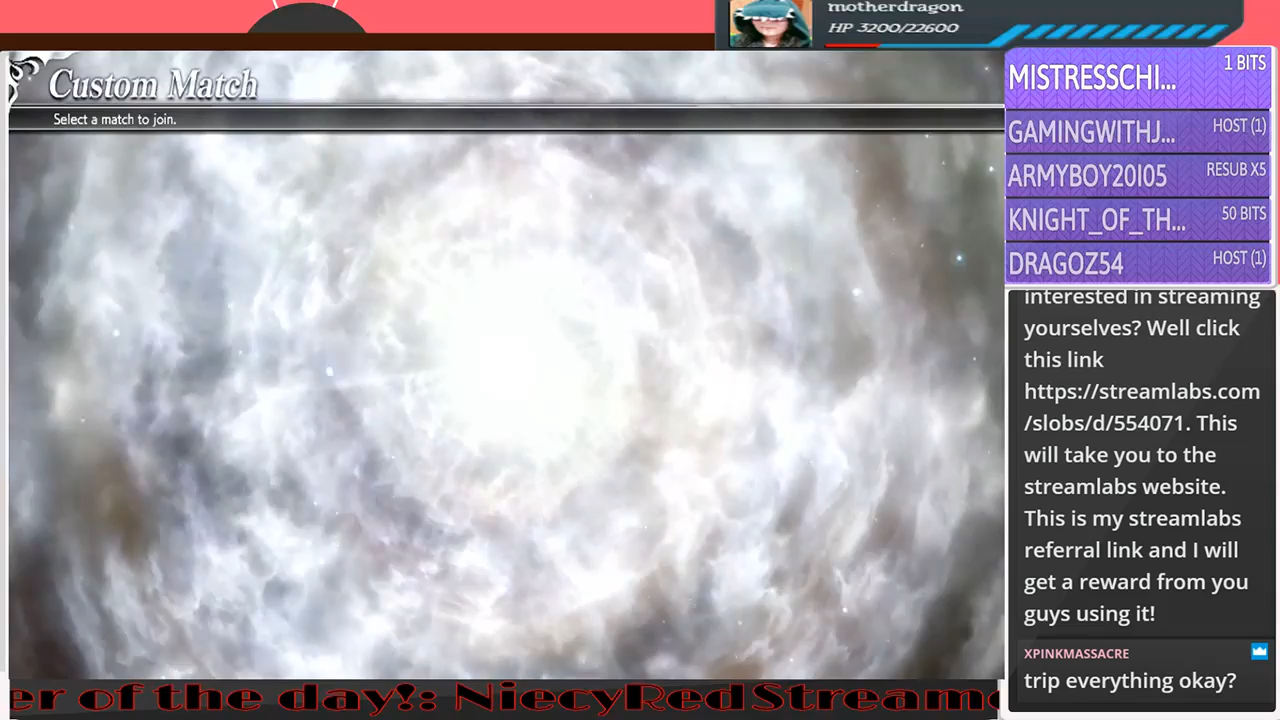 motherdragon
HP 3200/22600
Custom Match
Select a match to join.
MISTRESSCHI... 1 BITS
GAMINGWITHJ... HOST (1)
ARMYBOY20105 RESUB X5
KNIGHT_OF_TH... 50 BITS
DRAGOZ54 HOST (1)
interested in streaming
yourselves? Well click
this link
https://streamlabs.com
/slobs/d/554071. This
will take you to the
streamlabs website.
This is my streamlabs
referral link and I will
get a reward from you
guys using it!
XPINKMASSACRE
trip everything okay?
er of the day!: NiecyRedStreame